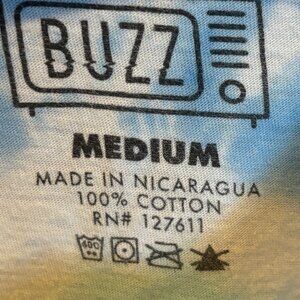 BUZZ
MEDIUM
MADE IN NICARAGUA
100% COTTON
RN# 127611